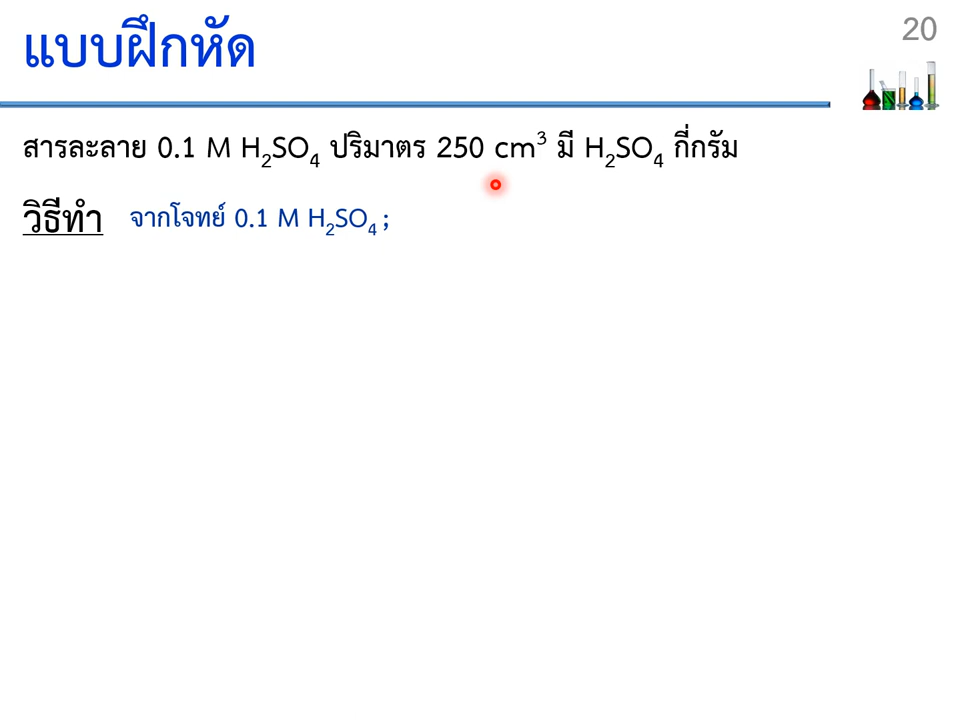 20
แบบฝึกหัด
สารละลาย 0.1 M H₂SO₄ ปริมาตร 250 cm³ มี H₂SO₄ กี่กรัม
วิธีทำ จากโจทย์ 0.1 M H₂SO₄ ;